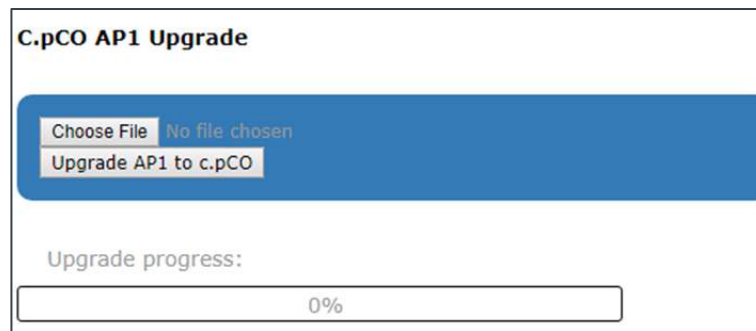 C.pCO AP1 Upgrade
Choose File No file chosen
Upgrade AP1 to c.pCO
Upgrade progress:
0%